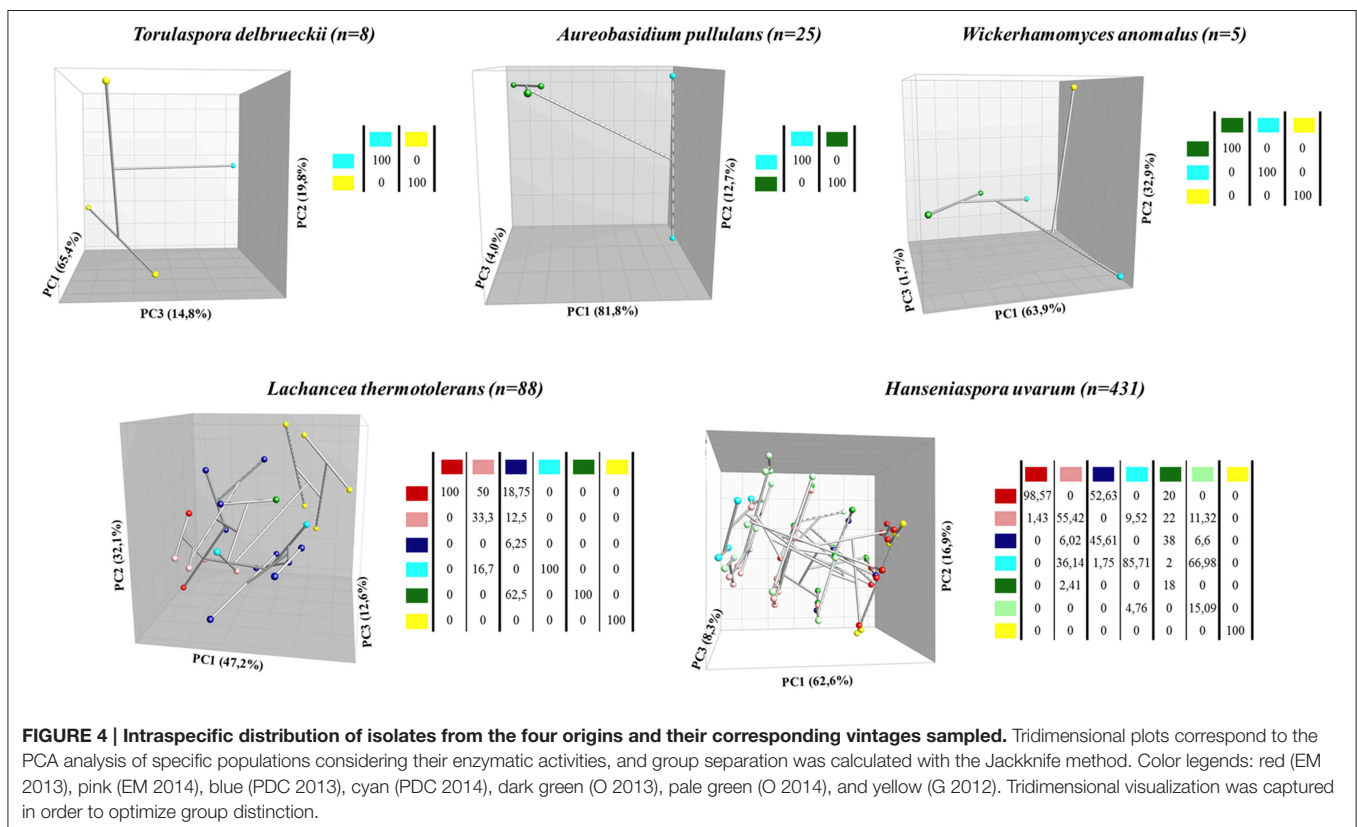 Torulaspora delbrueckii (n=8)
Aureobasidium pullulans (n=25)
Wickerhamomyces anomalus (n=5)
PC1 (65,4%)
PC3 (14,8%)
PC2 (19,8%)
100 0
0 100
PC3 (4,0%)
PC1 (81,8%)
PC2 (12,7%)
100 0
0 100
PC3 (1,7%)
PC1 (63,9%)
PC2 (32,9%)
100 0 0
0 100 0
0 0 100
Lachancea thermotolerans (n=88)
Hanseniaspora uvarum (n=431)
PC2 (32,1%)
PC1 (47,2%)
PC3 (12,6%)
100 50 18,75 0 0 0
0 33,3 12,5 0 0 0
0 0 6,25 0 0 0
0 16,7 0 100 0 0
0 0 62,5 0 100 0
0 0 0 0 0 100
PC3 (8,3%)
PC1 (62,6%)
PC2 (16,9%)
98,57 0 52,63 0 20 0 0
1,43 55,42 0 9,52 22 11,32 0
0 6,02 45,61 0 38 6,6 0
0 36,14 1,75 85,71 2 66,98 0
0 2,41 0 0 18 0 0
0 0 0 4,76 0 15,09 0
0 0 0 0 0 0 100
FIGURE 4 | Intraspecific distribution of isolates from the four origins and their corresponding vintages sampled. Tridimensional plots correspond to the
PCA analysis of specific populations considering their enzymatic activities, and group separation was calculated with the Jackknife method. Color legends: red (EM
2013), pink (EM 2014), blue (PDC 2013), cyan (PDC 2014), dark green (O 2013), pale green (O 2014), and yellow (G 2012). Tridimensional visualization was captured
in order to optimize group distinction.